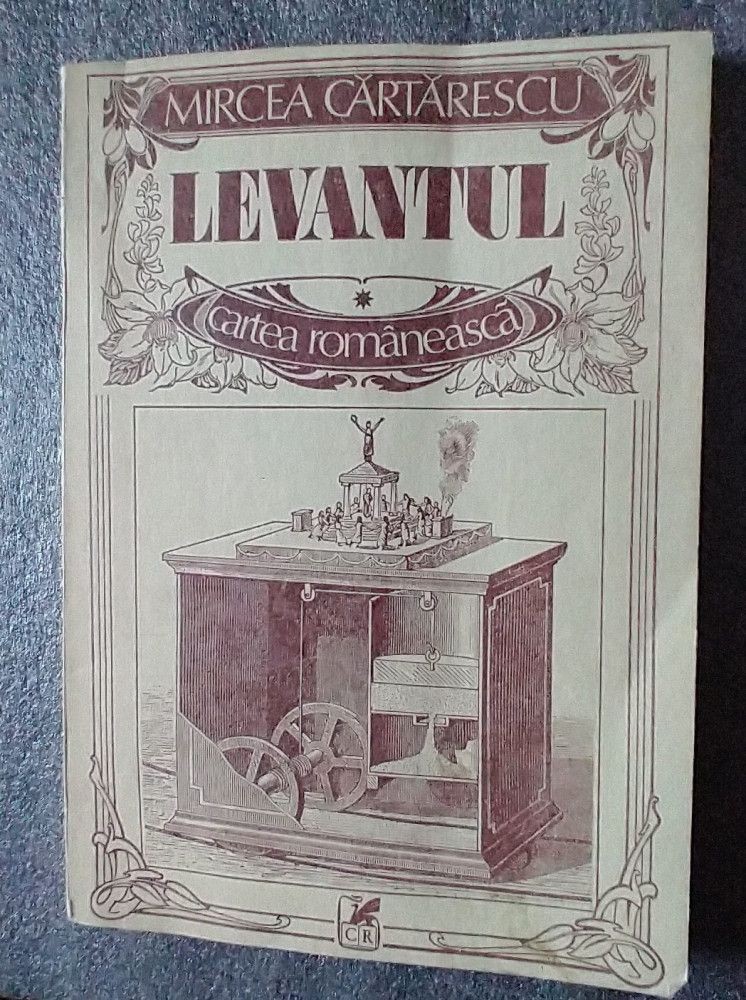 MIRCEA CĂRTĂRESCU
LEVANTUL
cartea românească
CR